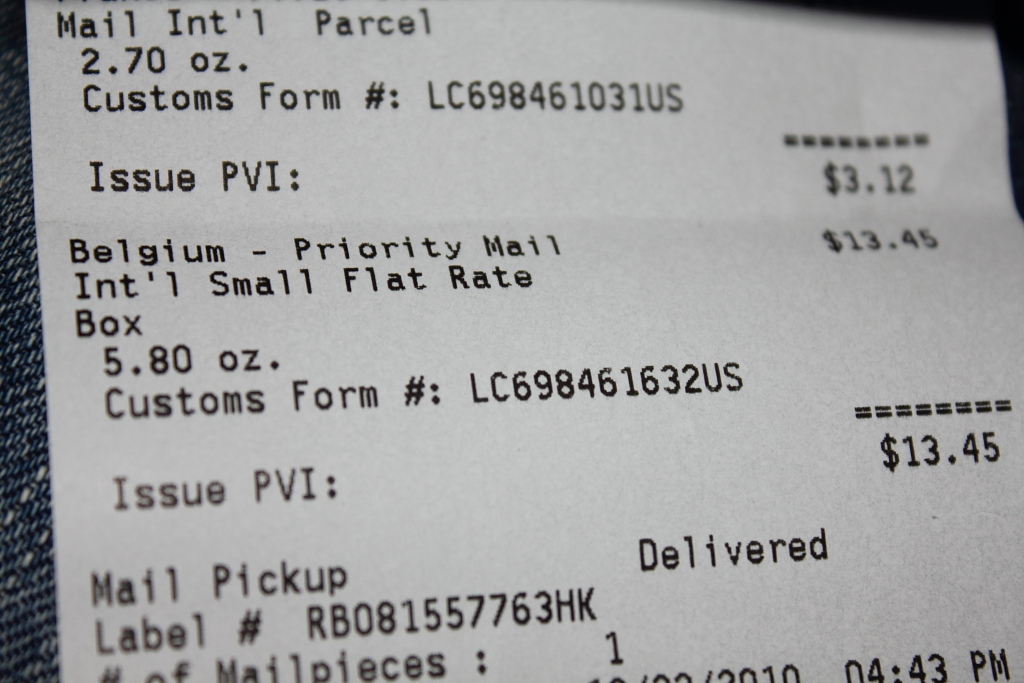 Mail Int'l Parcel
2.70 oz.
Customs Form #: LC698461031US
========
Issue PVI: $3.12
Belgium - Priority Mail $13.45
Int'l Small Flat Rate
Box
5.80 oz.
Customs Form #: LC698461632US
========
Issue PVI: $13.45
Mail Pickup Delivered
Label # RB081557763HK
# of Mailpieces : 1
04:43 PM